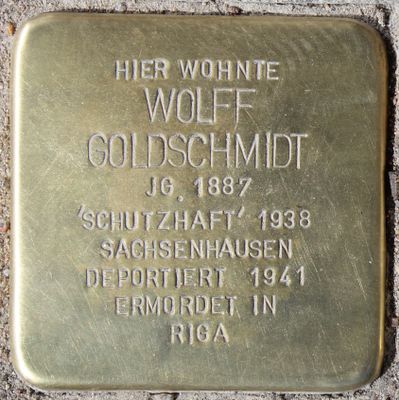 HIER WOHNTE
WOLFF
GOLDSCHMIDT
JG. 1887
'SCHUTZHAFT' 1938
SACHSENHAUSEN
DEPORTIERT 1941
ERMORDET IN
RIGA